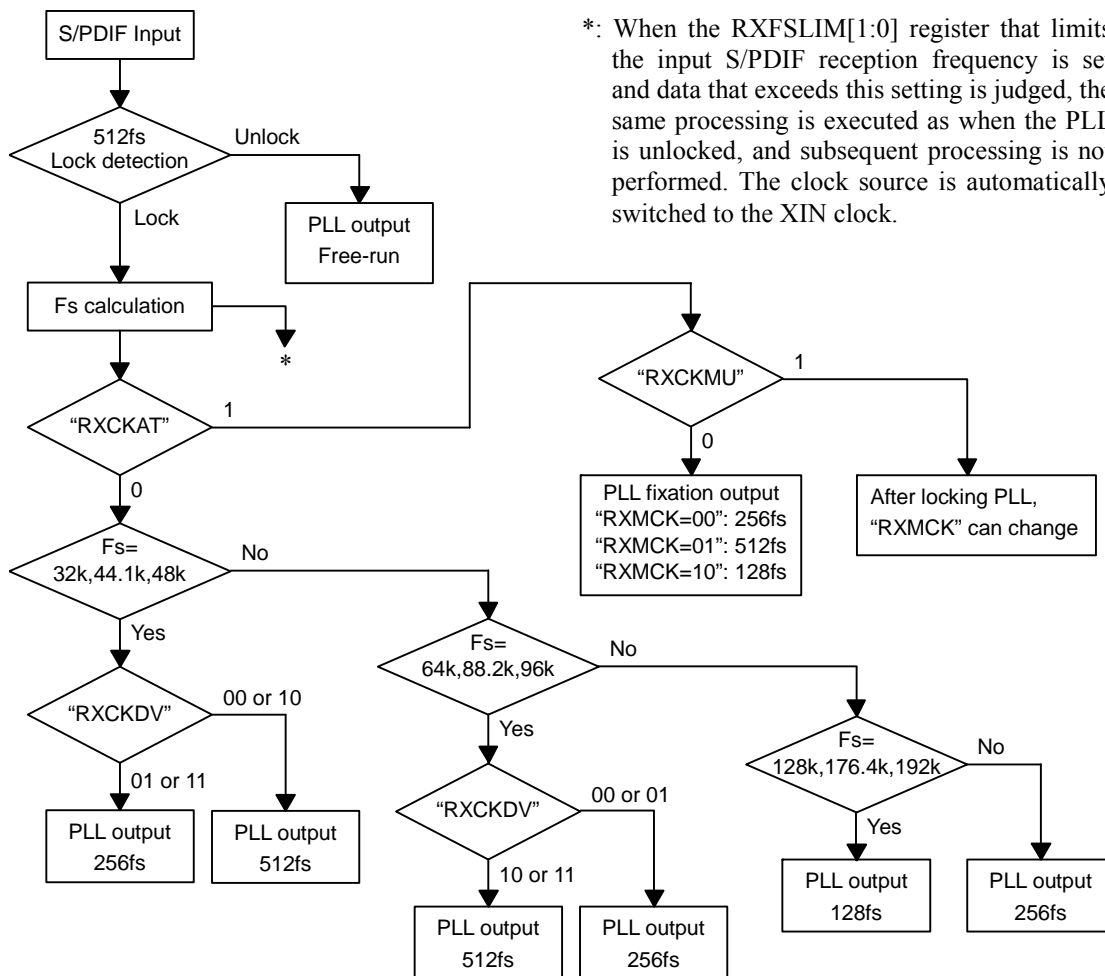 S/PDIF Input
*: When the RXFSLIM[1:0] register that limits
the input S/PDIF reception frequency is se
and data that exceeds this setting is judged, the
same processing is executed as when the PLL
is unlocked, and subsequent processing is no
performed. The clock source is automatically
switched to the XIN clock.
512fs
Lock detection
Unlock
Lock
PLL output
Free-run
Fs calculation
*
“RXCKAT”
1
0
“RXCKMU”
1
0
PLL fixation output
“RXMCK=00”: 256fs
“RXMCK=01”: 512fs
“RXMCK=10”: 128fs
After locking PLL,
“RXMCK” can change
Fs=
32k,44.1k,48k
No
Yes
“RXCKDV”
00 or 10
01 or 11
PLL output
256fs
PLL output
512fs
Fs=
64k,88.2k,96k
No
Yes
“RXCKDV”
00 or 01
10 or 11
PLL output
512fs
PLL output
256fs
Fs=
128k,176.4k,192k
No
Yes
PLL output
128fs
PLL output
256fs